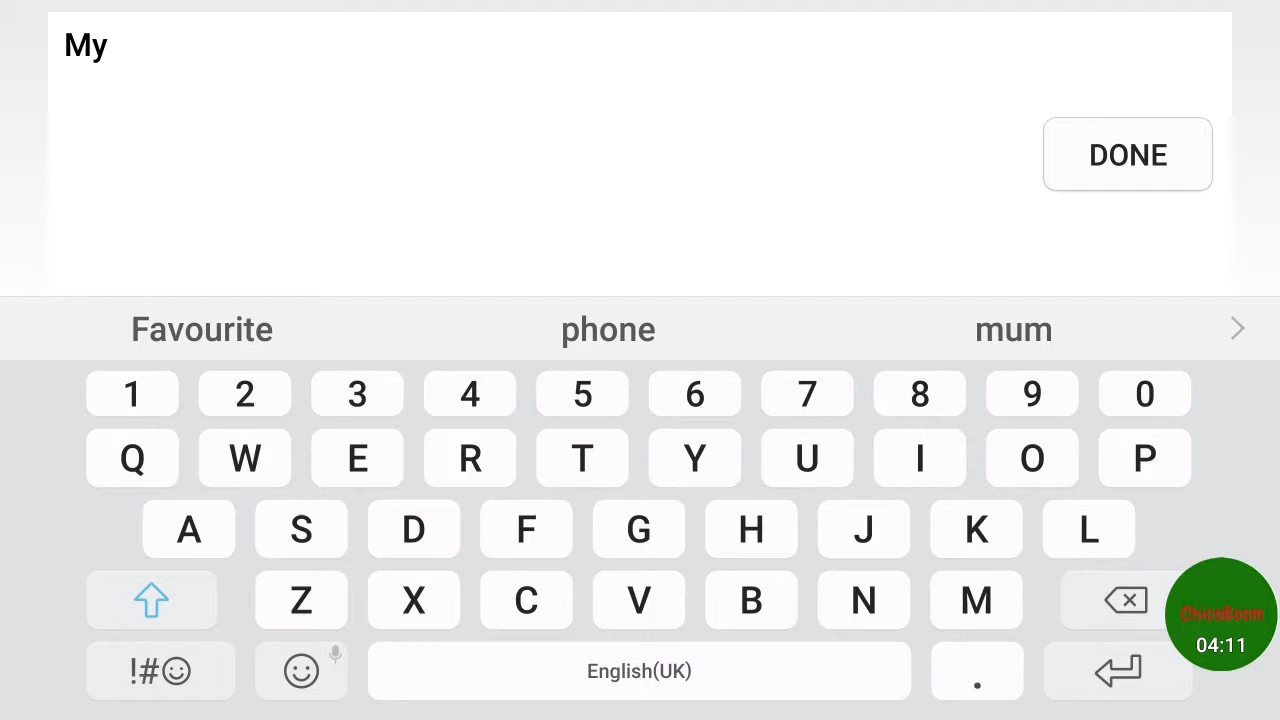 My
DONE
Favourite phone mum
1 2 3 4 5 6 7 8 9 0
Q W E R T Y U I O P
A S D F G H J K L
Z X C V B N M
ChicoBoom
04:11
!#☺ English(UK) .